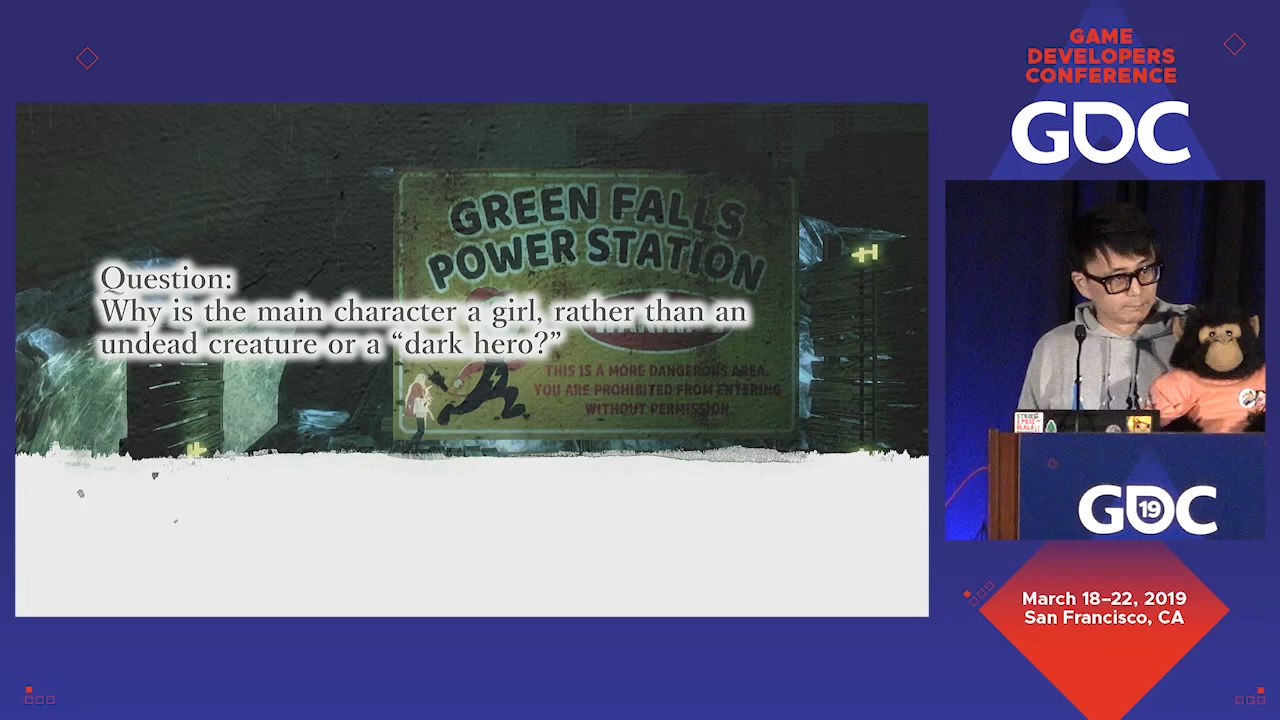 GAME
DEVELOPERS
CONFERENCE
GDC
GREEN FALLS
POWER STATION
Question:
Why is the main character a girl, rather than an
undead creature or a “dark hero?”
THIS IS A MORE DANGEROUS AREA.
YOU ARE PROHIBITED FROM ENTERING
WITHOUT PERMISSION.
GDC
19
March 18–22, 2019
San Francisco, CA